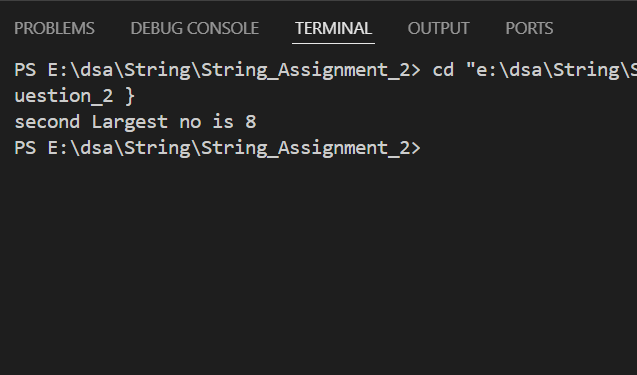 PROBLEMS DEBUG CONSOLE TERMINAL OUTPUT PORTS
PS E:\dsa\String\String_Assignment_2> cd "e:\dsa\String\S
uestion_2 }
second Largest no is 8
PS E:\dsa\String\String_Assignment_2>